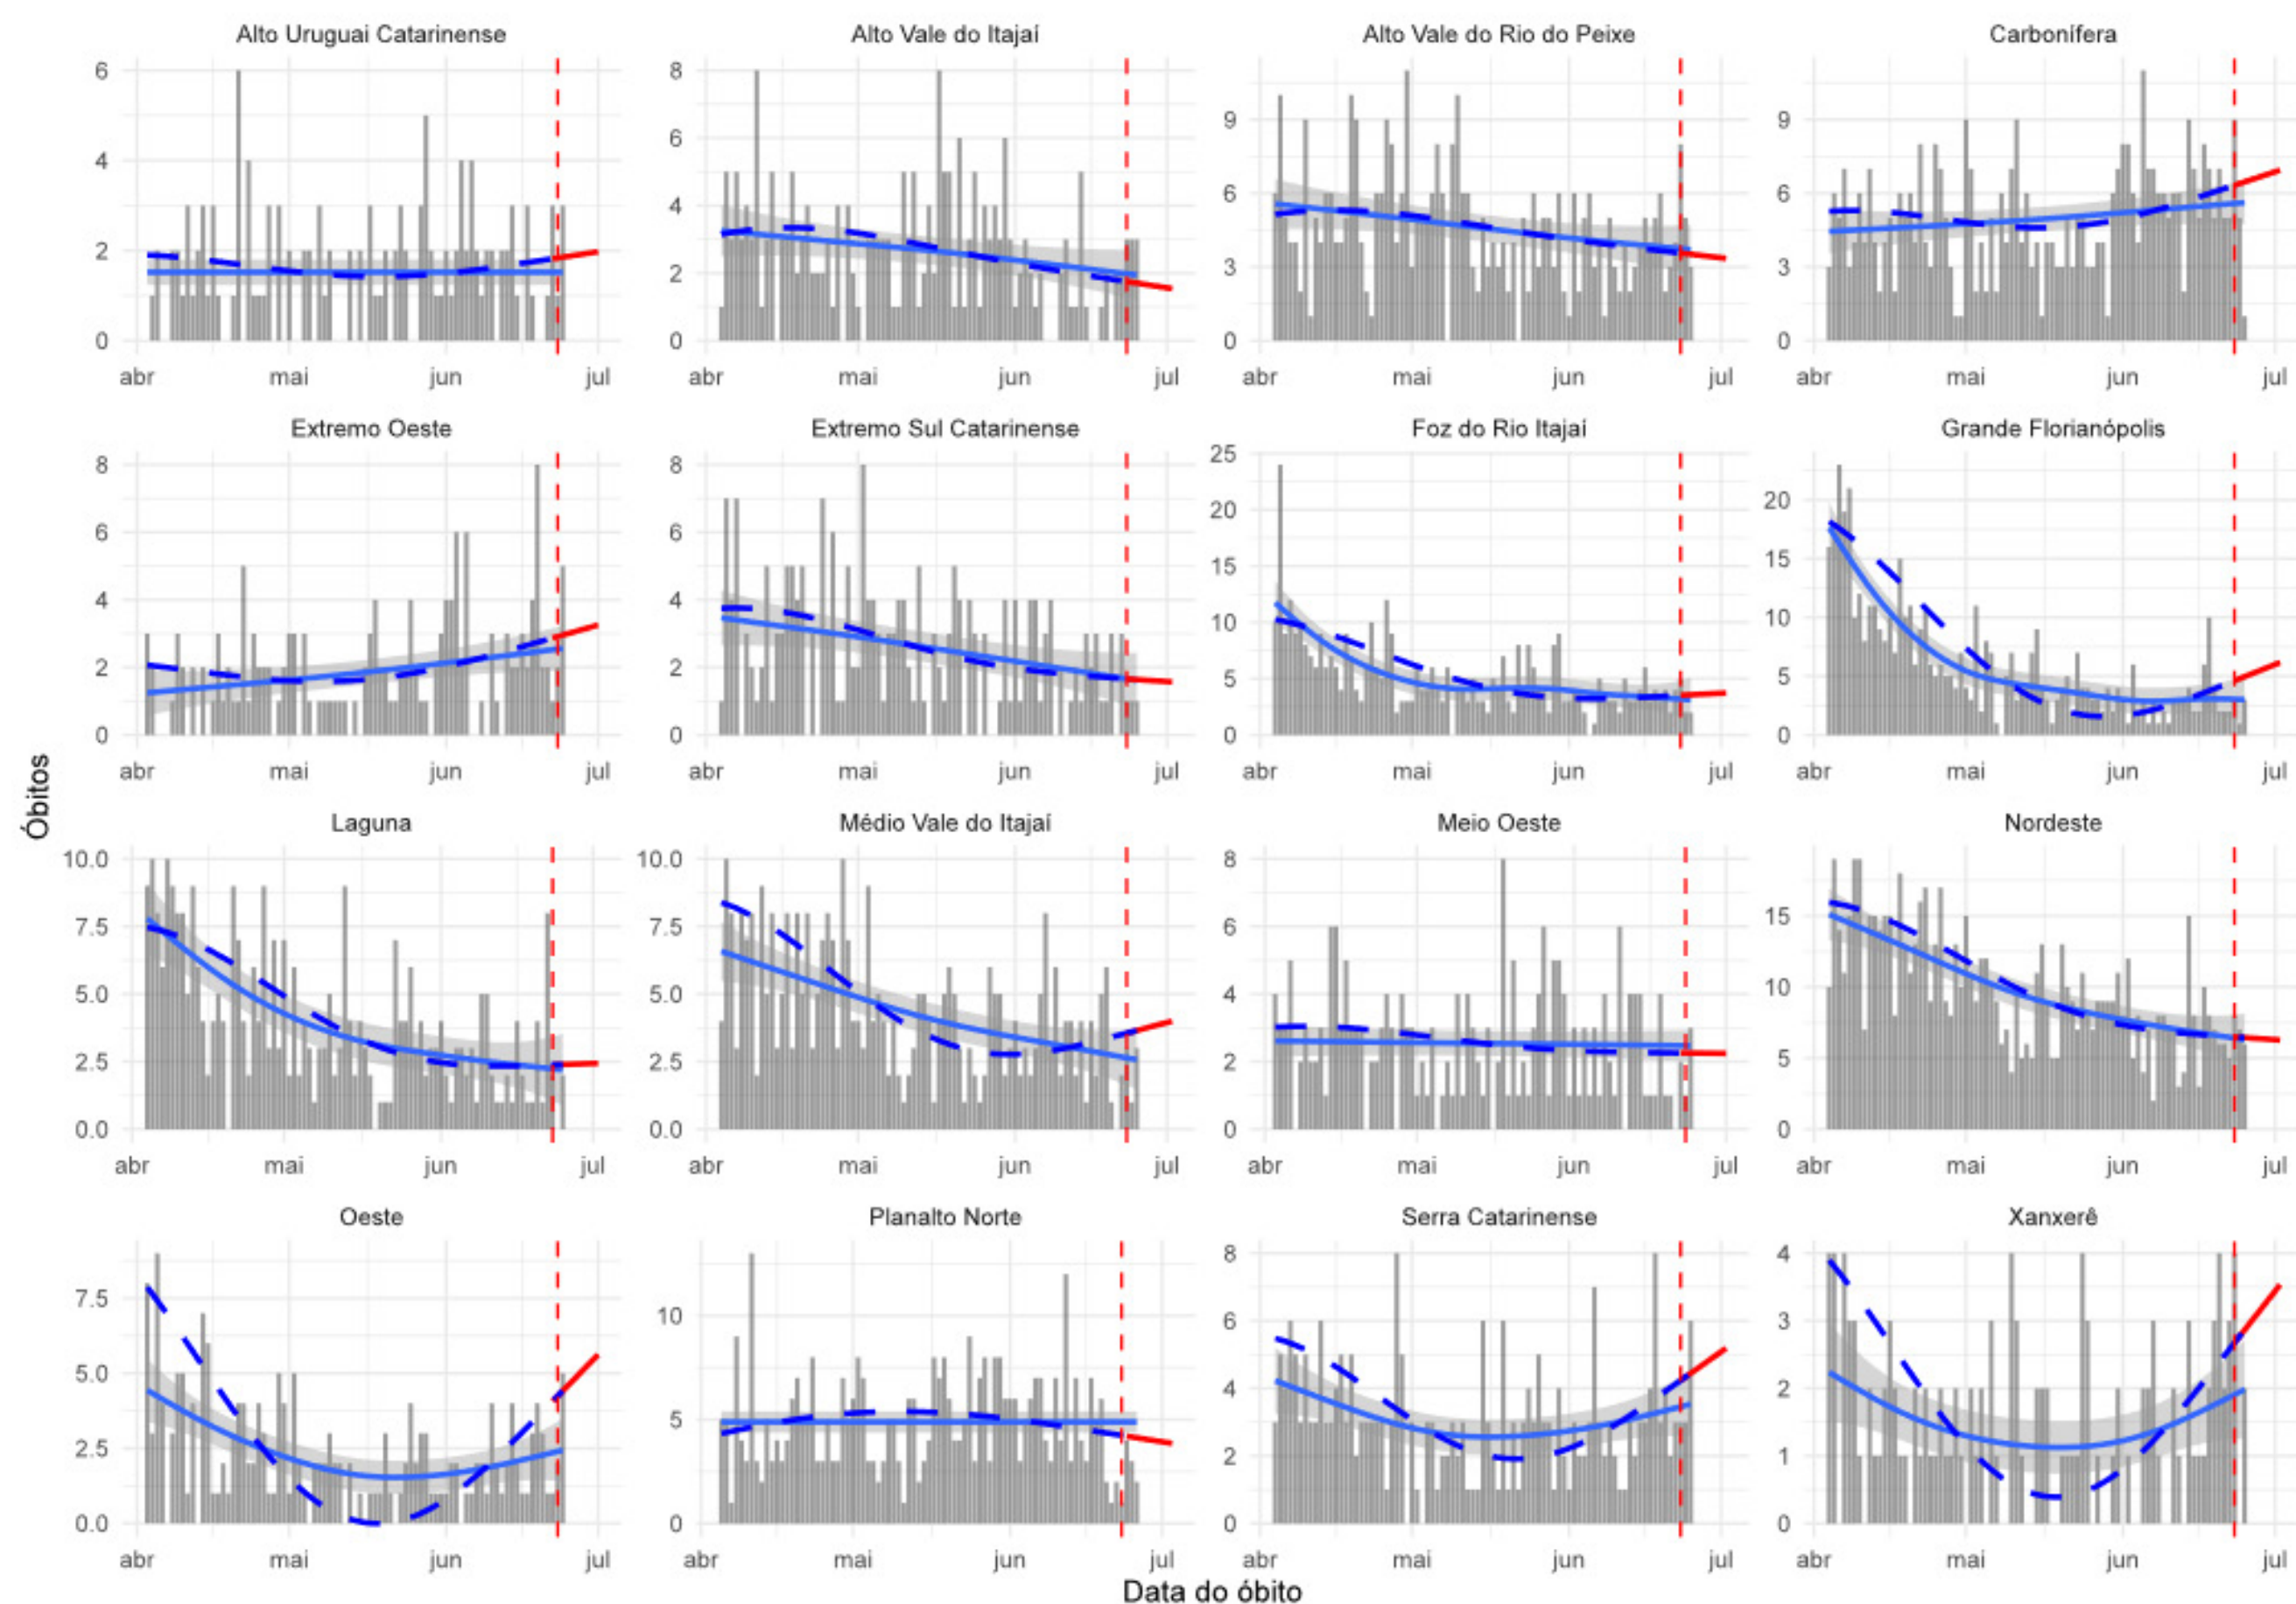 Alto Uruguai Catarinense
Alto Vale do Itajaí
Alto Vale do Rio do Peixe
Carbonífera
6
4
2
0
abr mai jun jul
8
6
4
2
0
abr mai jun jul
9
6
3
0
abr mai jun jul
9
6
3
0
abr mai jun jul
Extremo Oeste
Extremo Sul Catarinense
Foz do Rio Itajaí
Grande Florianópolis
8
6
4
2
0
abr mai jun jul
8
6
4
2
0
abr mai jun jul
25
20
15
10
5
0
abr mai jun jul
20
15
10
5
0
abr mai jun jul
Óbitos
Laguna
Médio Vale do Itajaí
Meio Oeste
Nordeste
10.0
7.5
5.0
2.5
0.0
abr mai jun jul
10.0
7.5
5.0
2.5
0.0
abr mai jun jul
8
6
4
2
0
abr mai jun jul
15
10
5
0
abr mai jun jul
Oeste
Planalto Norte
Serra Catarinense
Xanxerê
7.5
5.0
2.5
0.0
abr mai jun jul
10
5
0
abr mai jun jul
8
6
4
2
0
abr mai jun jul
4
3
2
1
0
abr mai jun jul
Data do óbito